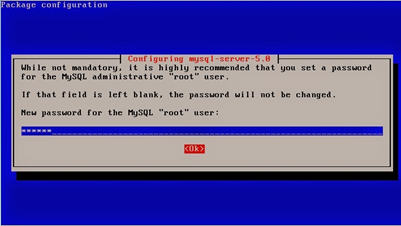 Package configuration
Configuring mysql-server-5.0
While not mandatory, it is highly recommended that you set a password
for the MySQL administrative "root" user.
If that field is left blank, the password will not be changed.
New password for the MySQL "root" user:
******
<Ok>